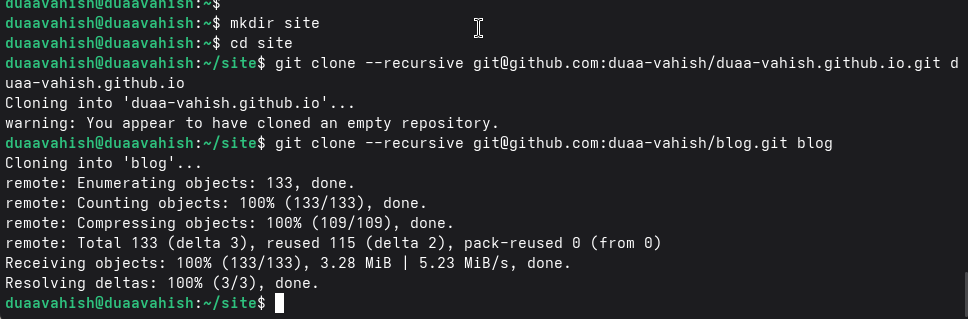 duaavahish@duaavahish:~$
duaavahish@duaavahish:~$ mkdir site
duaavahish@duaavahish:~$ cd site
duaavahish@duaavahish:~/site$ git clone --recursive git@github.com:duaa-vahish/duaa-vahish.github.io.git d
uaa-vahish.github.io
Cloning into 'duaa-vahish.github.io'...
warning: You appear to have cloned an empty repository.
duaavahish@duaavahish:~/site$ git clone --recursive git@github.com:duaa-vahish/blog.git blog
Cloning into 'blog'...
remote: Enumerating objects: 133, done.
remote: Counting objects: 100% (133/133), done.
remote: Compressing objects: 100% (109/109), done.
remote: Total 133 (delta 3), reused 115 (delta 2), pack-reused 0 (from 0)
Receiving objects: 100% (133/133), 3.28 MiB | 5.23 MiB/s, done.
Resolving deltas: 100% (3/3), done.
duaavahish@duaavahish:~/site$